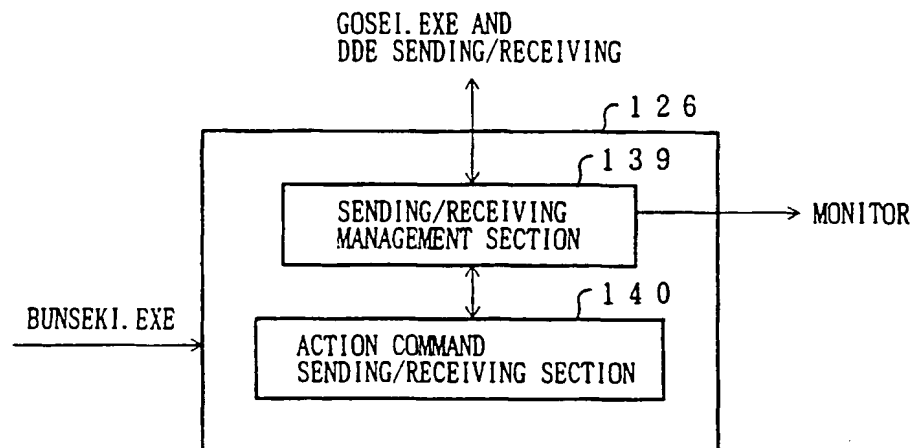 GOSEI.EXE AND
DDE SENDING/RECEIVING
126
139
SENDING/RECEIVING
MANAGEMENT SECTION
MONITOR
140
BUNSEKI.EXE
ACTION COMMAND
SENDING/RECEIVING SECTION